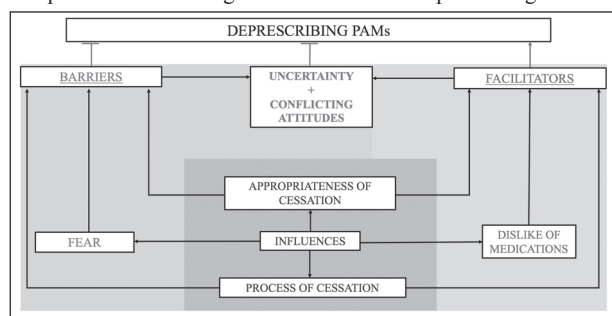 DEPRESCRIBING PAMs
BARRIERS
UNCERTAINTY
+
CONFLICTING
ATTITUDES
FACILITATORS
APPROPRIATENESS OF
CESSATION
FEAR
INFLUENCES
DISLIKE OF
MEDICATIONS
PROCESS OF CESSATION